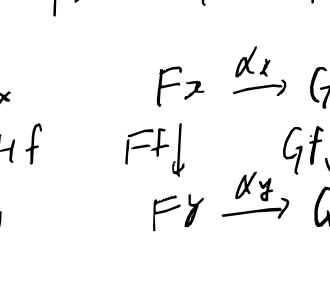 αx
Fx → G
Hf Ff↓ Gf
αy
Fy → G